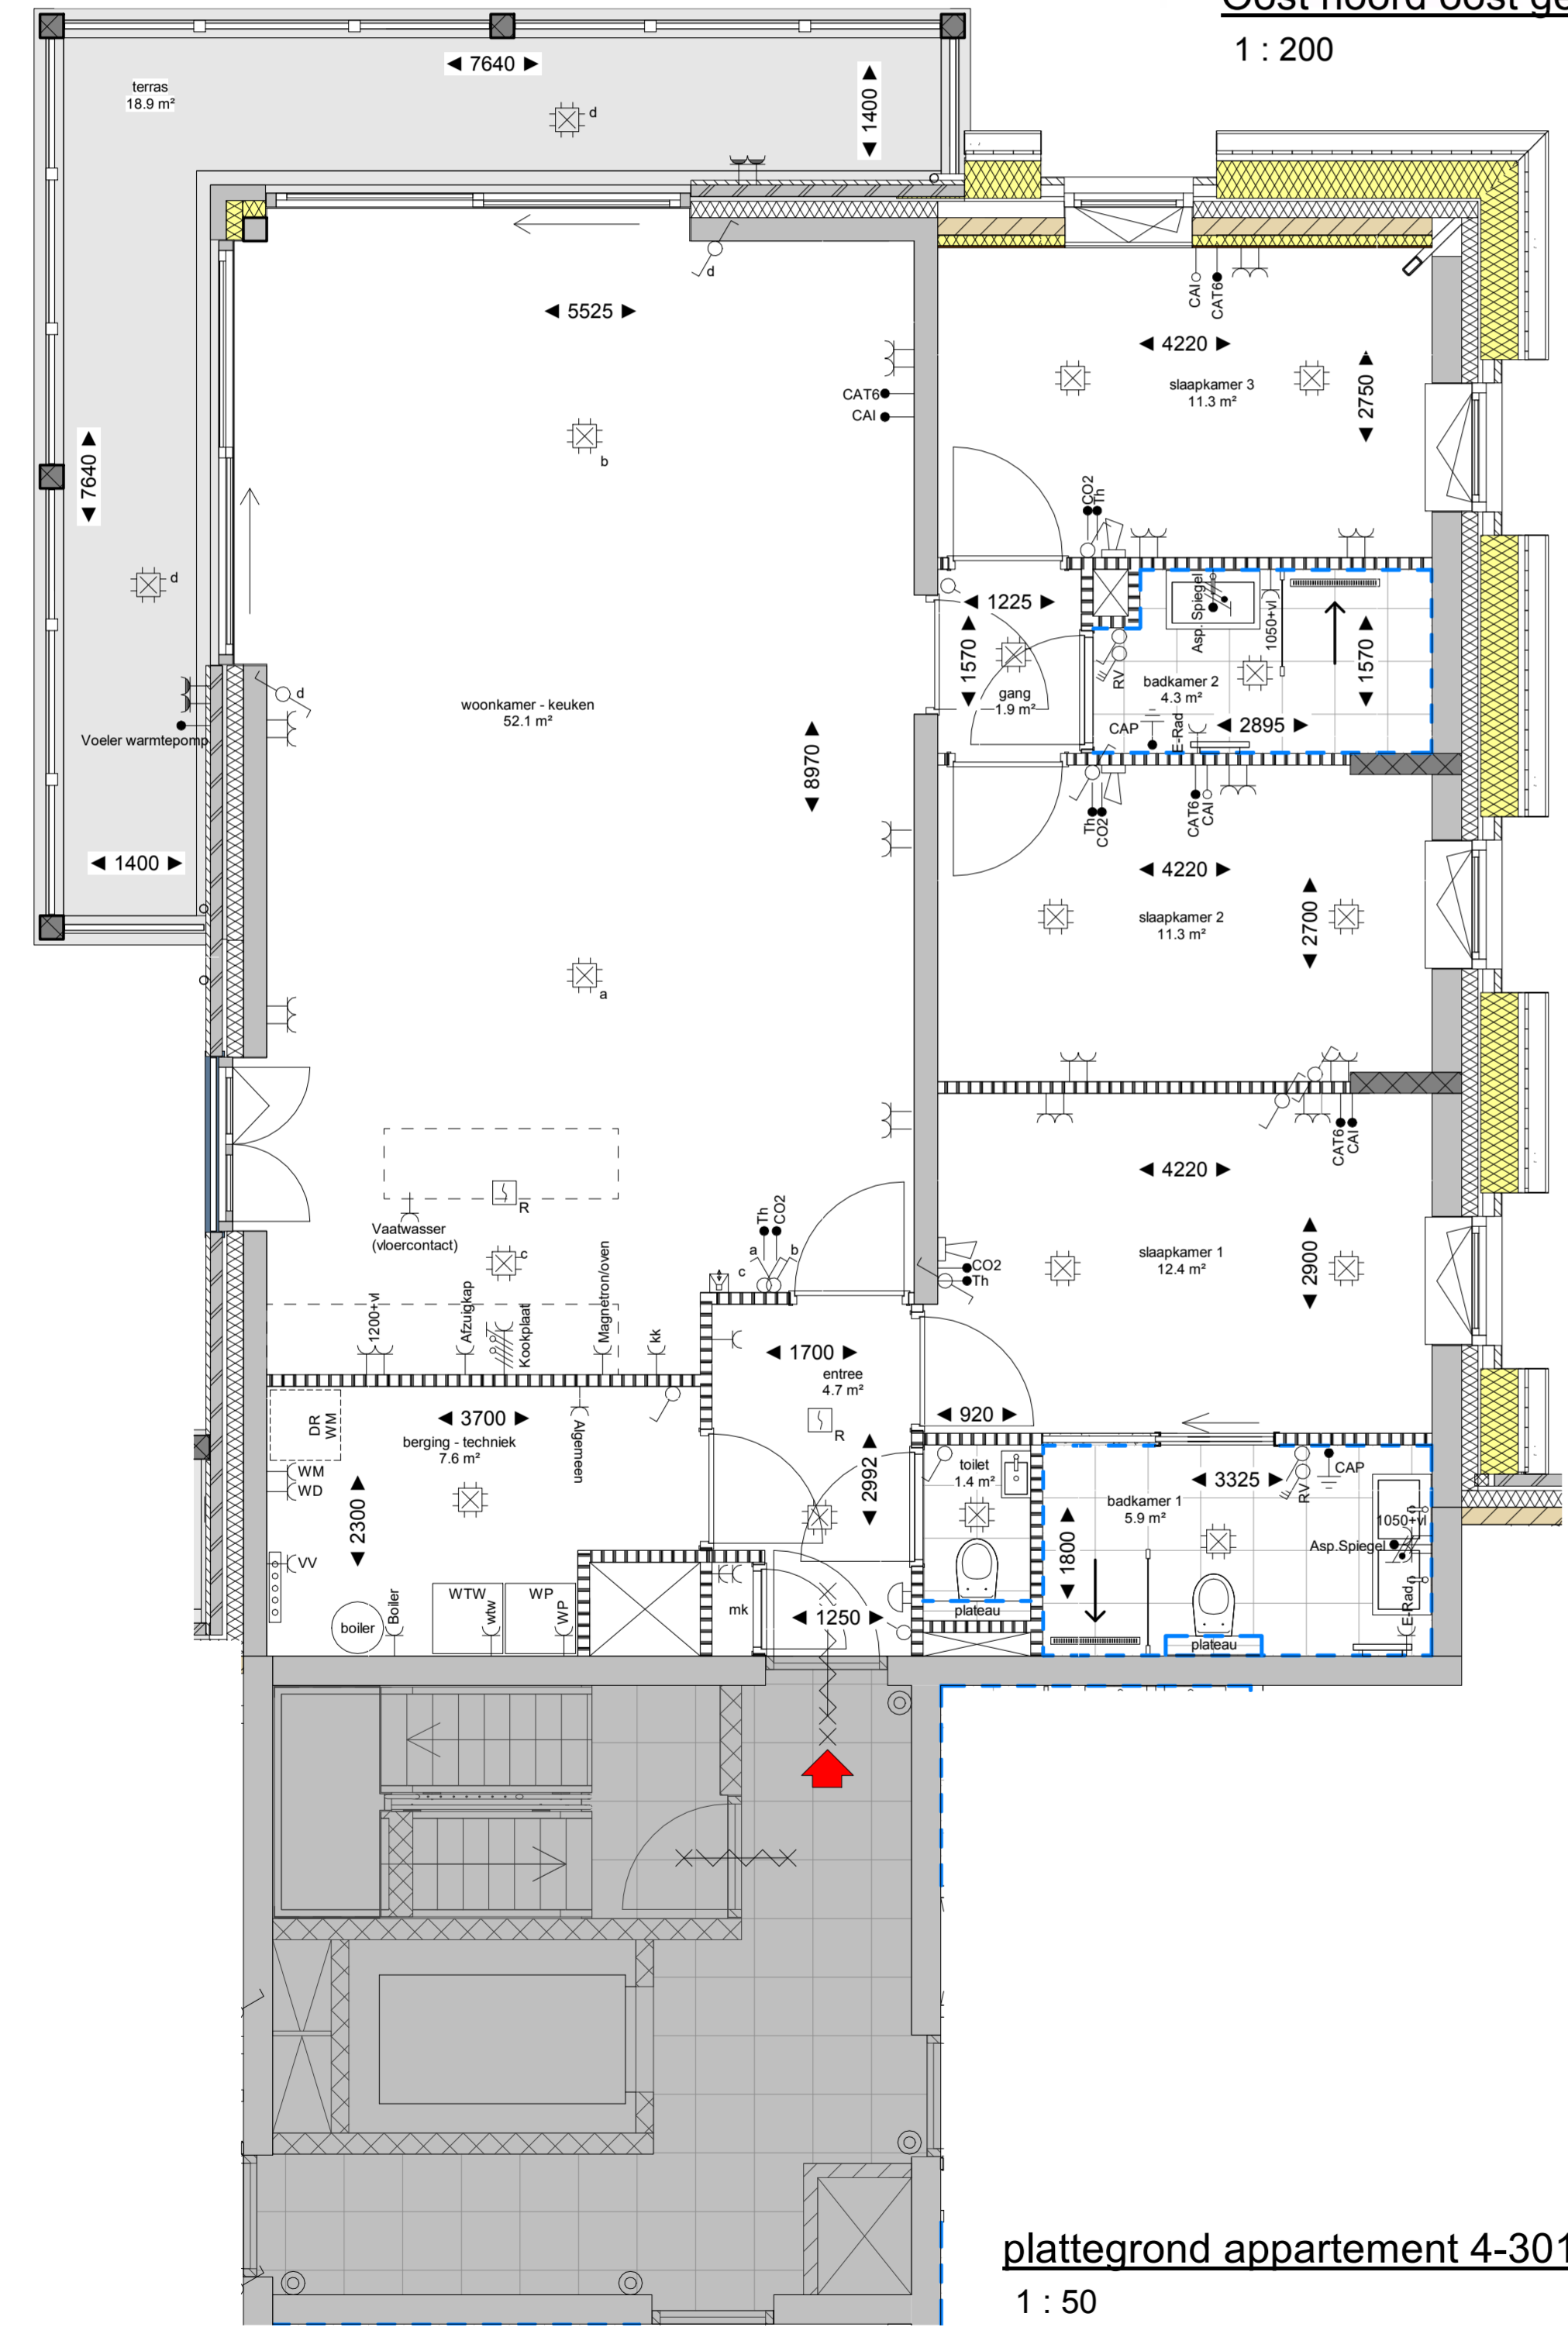 Oost noord oost ge
1 : 200
7640
terras
18.9 m²
d
1400
d
5525
CAI
CAT6
4220
slaapkamer 3
11.3 m²
2750
CAT6
CAI
b
7640
d
CO2
Th
1225
1570
gang
1.9 m²
Asp. Spiegel
1050+vl
RV
badkamer 2
4.3 m²
1570
CAP
E-Rad
2895
d
woonkamer - keuken
52.1 m²
Voeler warmtepomp
8970
Th
CO2
CAT6
CAI
1400
4220
slaapkamer 2
11.3 m²
2700
a
CAT6
CAI
4220
Vaatwasser
(vloercontact)
R
c
Th
CO2
a
b
c
slaapkamer 1
12.4 m²
2900
CO2
Th
1200+vl
Afzuigkap
Kookplaat
Magnetron/oven
kk
1700
entree
4.7 m²
R
920
DR
WM
3700
berging - techniek
7.6 m²
Algemeen
WM
WD
2300
2992
toilet
1.4 m²
3325
RV
CAP
badkamer 1
5.9 m²
1050+vl
Asp.Spiegel
1800
VV
boiler
Boiler
WTW
wtw
WP
WP
mk
1250
plateau
plateau
E-Rad
plattegrond appartement 4-301
1 : 50